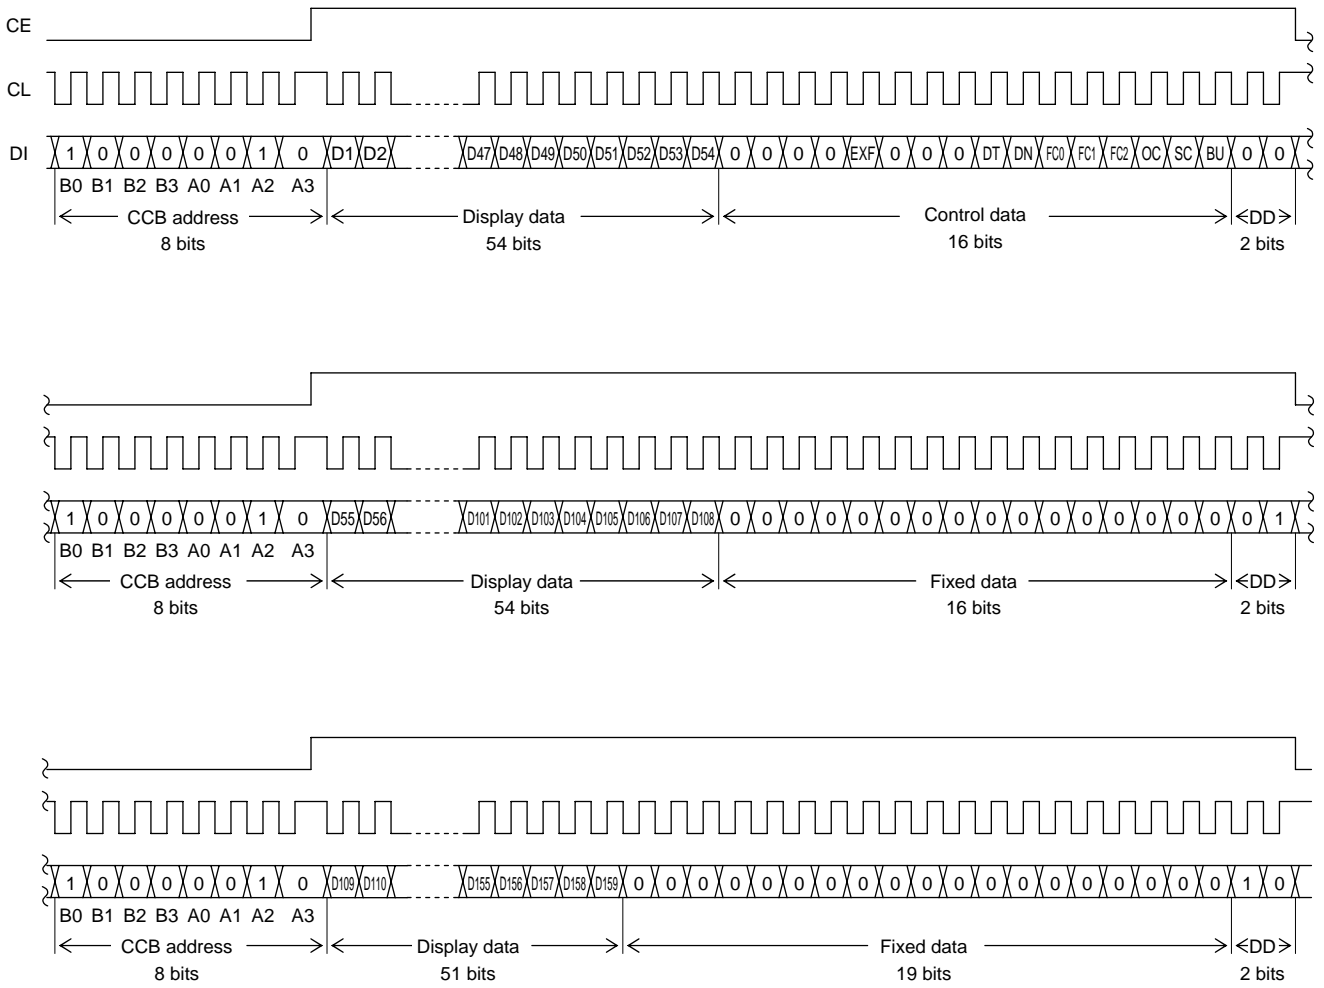 CE
CL
DI 1 0 0 0 0 0 1 0 D1 D2 D47 D48 D49 D50 D51 D52 D53 D54 0 0 0 0 EXF 0 0 0 DT DN FC0 FC1 FC2 OC SC BU 0 0
B0 B1 B2 B3 A0 A1 A2 A3
CCB address Display data Control data DD
8 bits 54 bits 16 bits 2 bits
1 0 0 0 0 0 1 0 D55 D56 D101 D102 D103 D104 D105 D106 D107 D108 0 0 0 0 0 0 0 0 0 0 0 0 0 0 0 0 0 1
B0 B1 B2 B3 A0 A1 A2 A3
CCB address Display data Fixed data DD
8 bits 54 bits 16 bits 2 bits
1 0 0 0 0 0 1 0 D109 D110 D155 D156 D157 D158 D159 0 0 0 0 0 0 0 0 0 0 0 0 0 0 0 0 0 0 0 1 0
B0 B1 B2 B3 A0 A1 A2 A3
CCB address Display data Fixed data DD
8 bits 51 bits 19 bits 2 bits